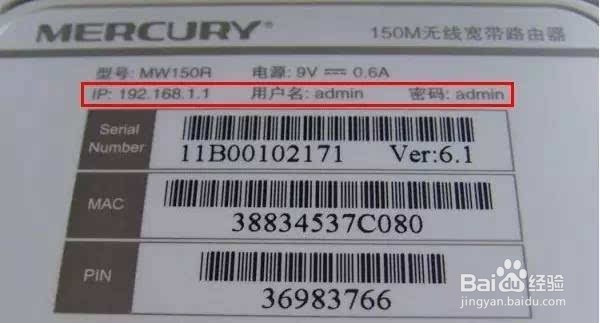 MERCURY® 150M无线宽带路由器
型号: MW150R 电源: 9V⎓0.6A
IP: 192.168.1.1 用户名: admin 密码: admin
Serial Number 11B00102171 Ver:6.1
MAC 38834537C080
PIN 36983766
Baidu经验
jingyan.baidu.com